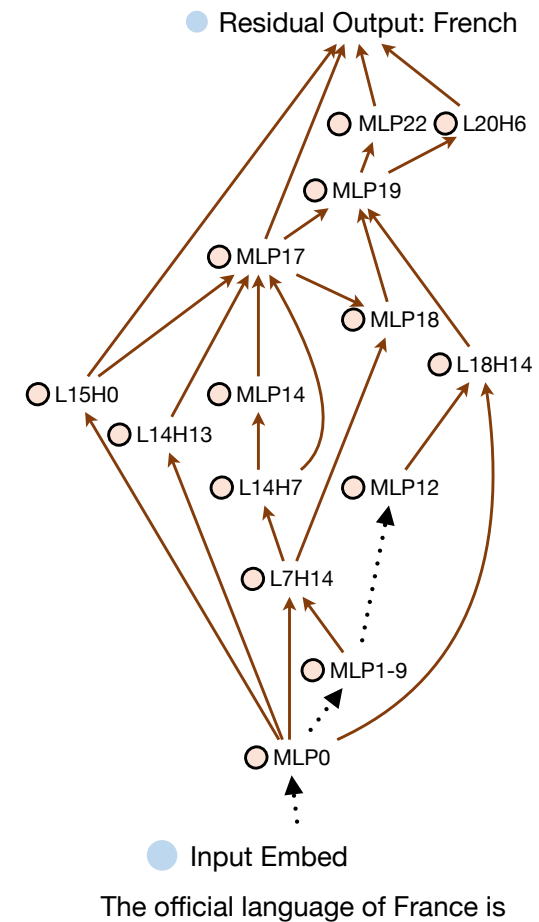 Residual Output: French
MLP22
L20H6
MLP19
MLP17
MLP18
L18H14
L15H0
MLP14
L14H13
L14H7
MLP12
L7H14
MLP1-9
MLP0
Input Embed
The official language of France is